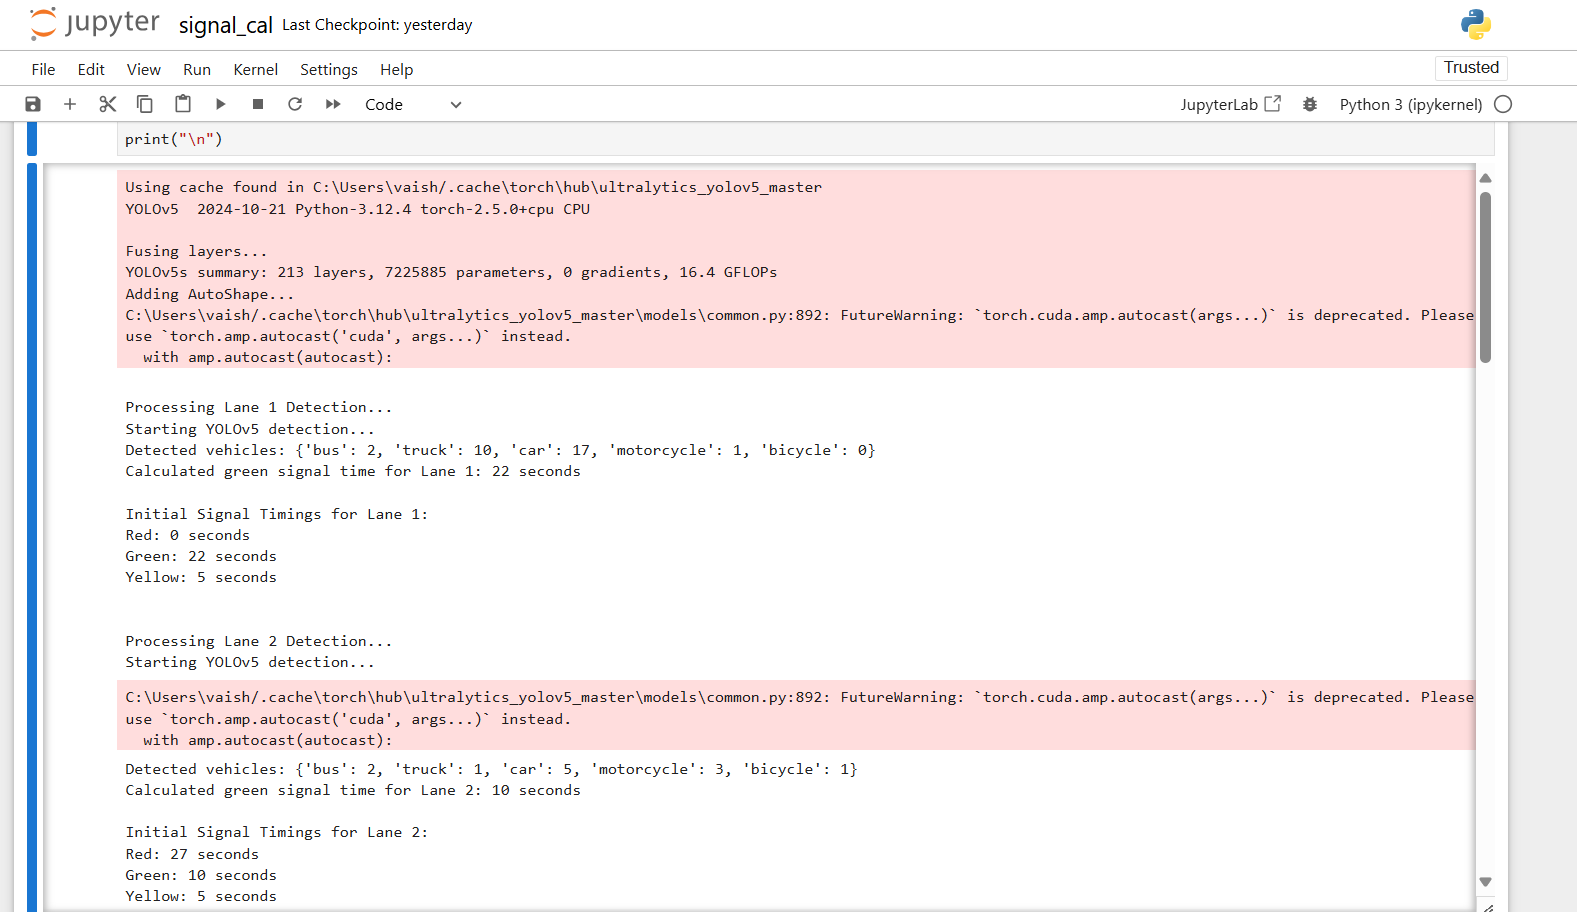 jupyter signal_cal Last Checkpoint: yesterday
File Edit View Run Kernel Settings Help Trusted
Code JupyterLab Python 3 (ipykernel)
print("\n")
Using cache found in C:\Users\vaish/.cache\torch\hub\ultralytics_yolov5_master
YOLOv5  2024-10-21 Python-3.12.4 torch-2.5.0+cpu CPU
Fusing layers...
YOLOv5s summary: 213 layers, 7225885 parameters, 0 gradients, 16.4 GFLOPs
Adding AutoShape...
C:\Users\vaish/.cache\torch\hub\ultralytics_yolov5_master\models\common.py:892: FutureWarning: `torch.cuda.amp.autocast(args...)` is deprecated. Please
use `torch.amp.autocast('cuda', args...)` instead.
  with amp.autocast(autocast):
Processing Lane 1 Detection...
Starting YOLOv5 detection...
Detected vehicles: {'bus': 2, 'truck': 10, 'car': 17, 'motorcycle': 1, 'bicycle': 0}
Calculated green signal time for Lane 1: 22 seconds
Initial Signal Timings for Lane 1:
Red: 0 seconds
Green: 22 seconds
Yellow: 5 seconds
Processing Lane 2 Detection...
Starting YOLOv5 detection...
C:\Users\vaish/.cache\torch\hub\ultralytics_yolov5_master\models\common.py:892: FutureWarning: `torch.cuda.amp.autocast(args...)` is deprecated. Please
use `torch.amp.autocast('cuda', args...)` instead.
  with amp.autocast(autocast):
Detected vehicles: {'bus': 2, 'truck': 1, 'car': 5, 'motorcycle': 3, 'bicycle': 1}
Calculated green signal time for Lane 2: 10 seconds
Initial Signal Timings for Lane 2:
Red: 27 seconds
Green: 10 seconds
Yellow: 5 seconds